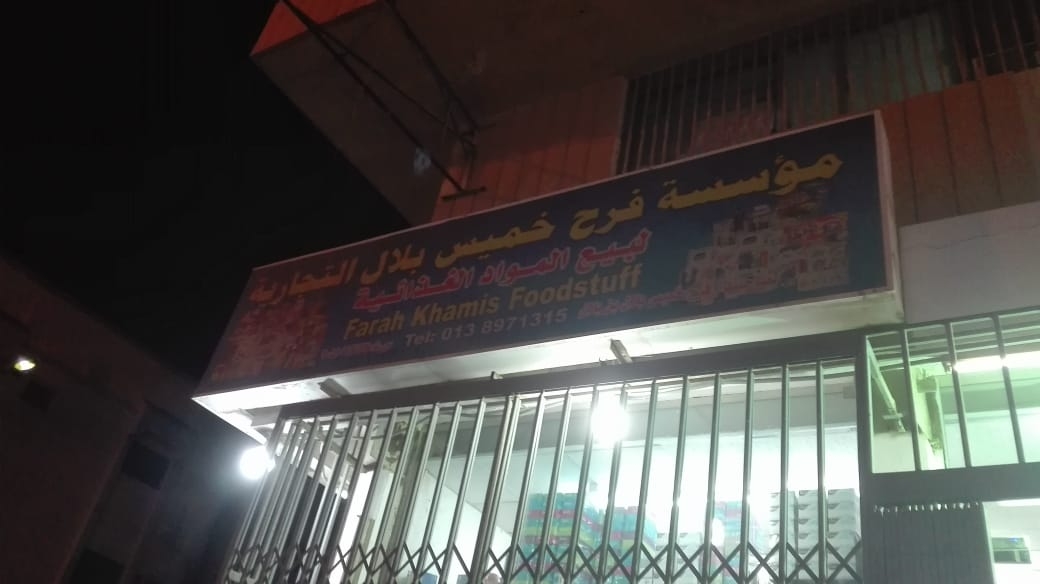 مؤسسة فرح خميس بلال التجارية
لبيع المواد الغذائية
Farah Khamis Foodstuff
Tel: 013 8971315